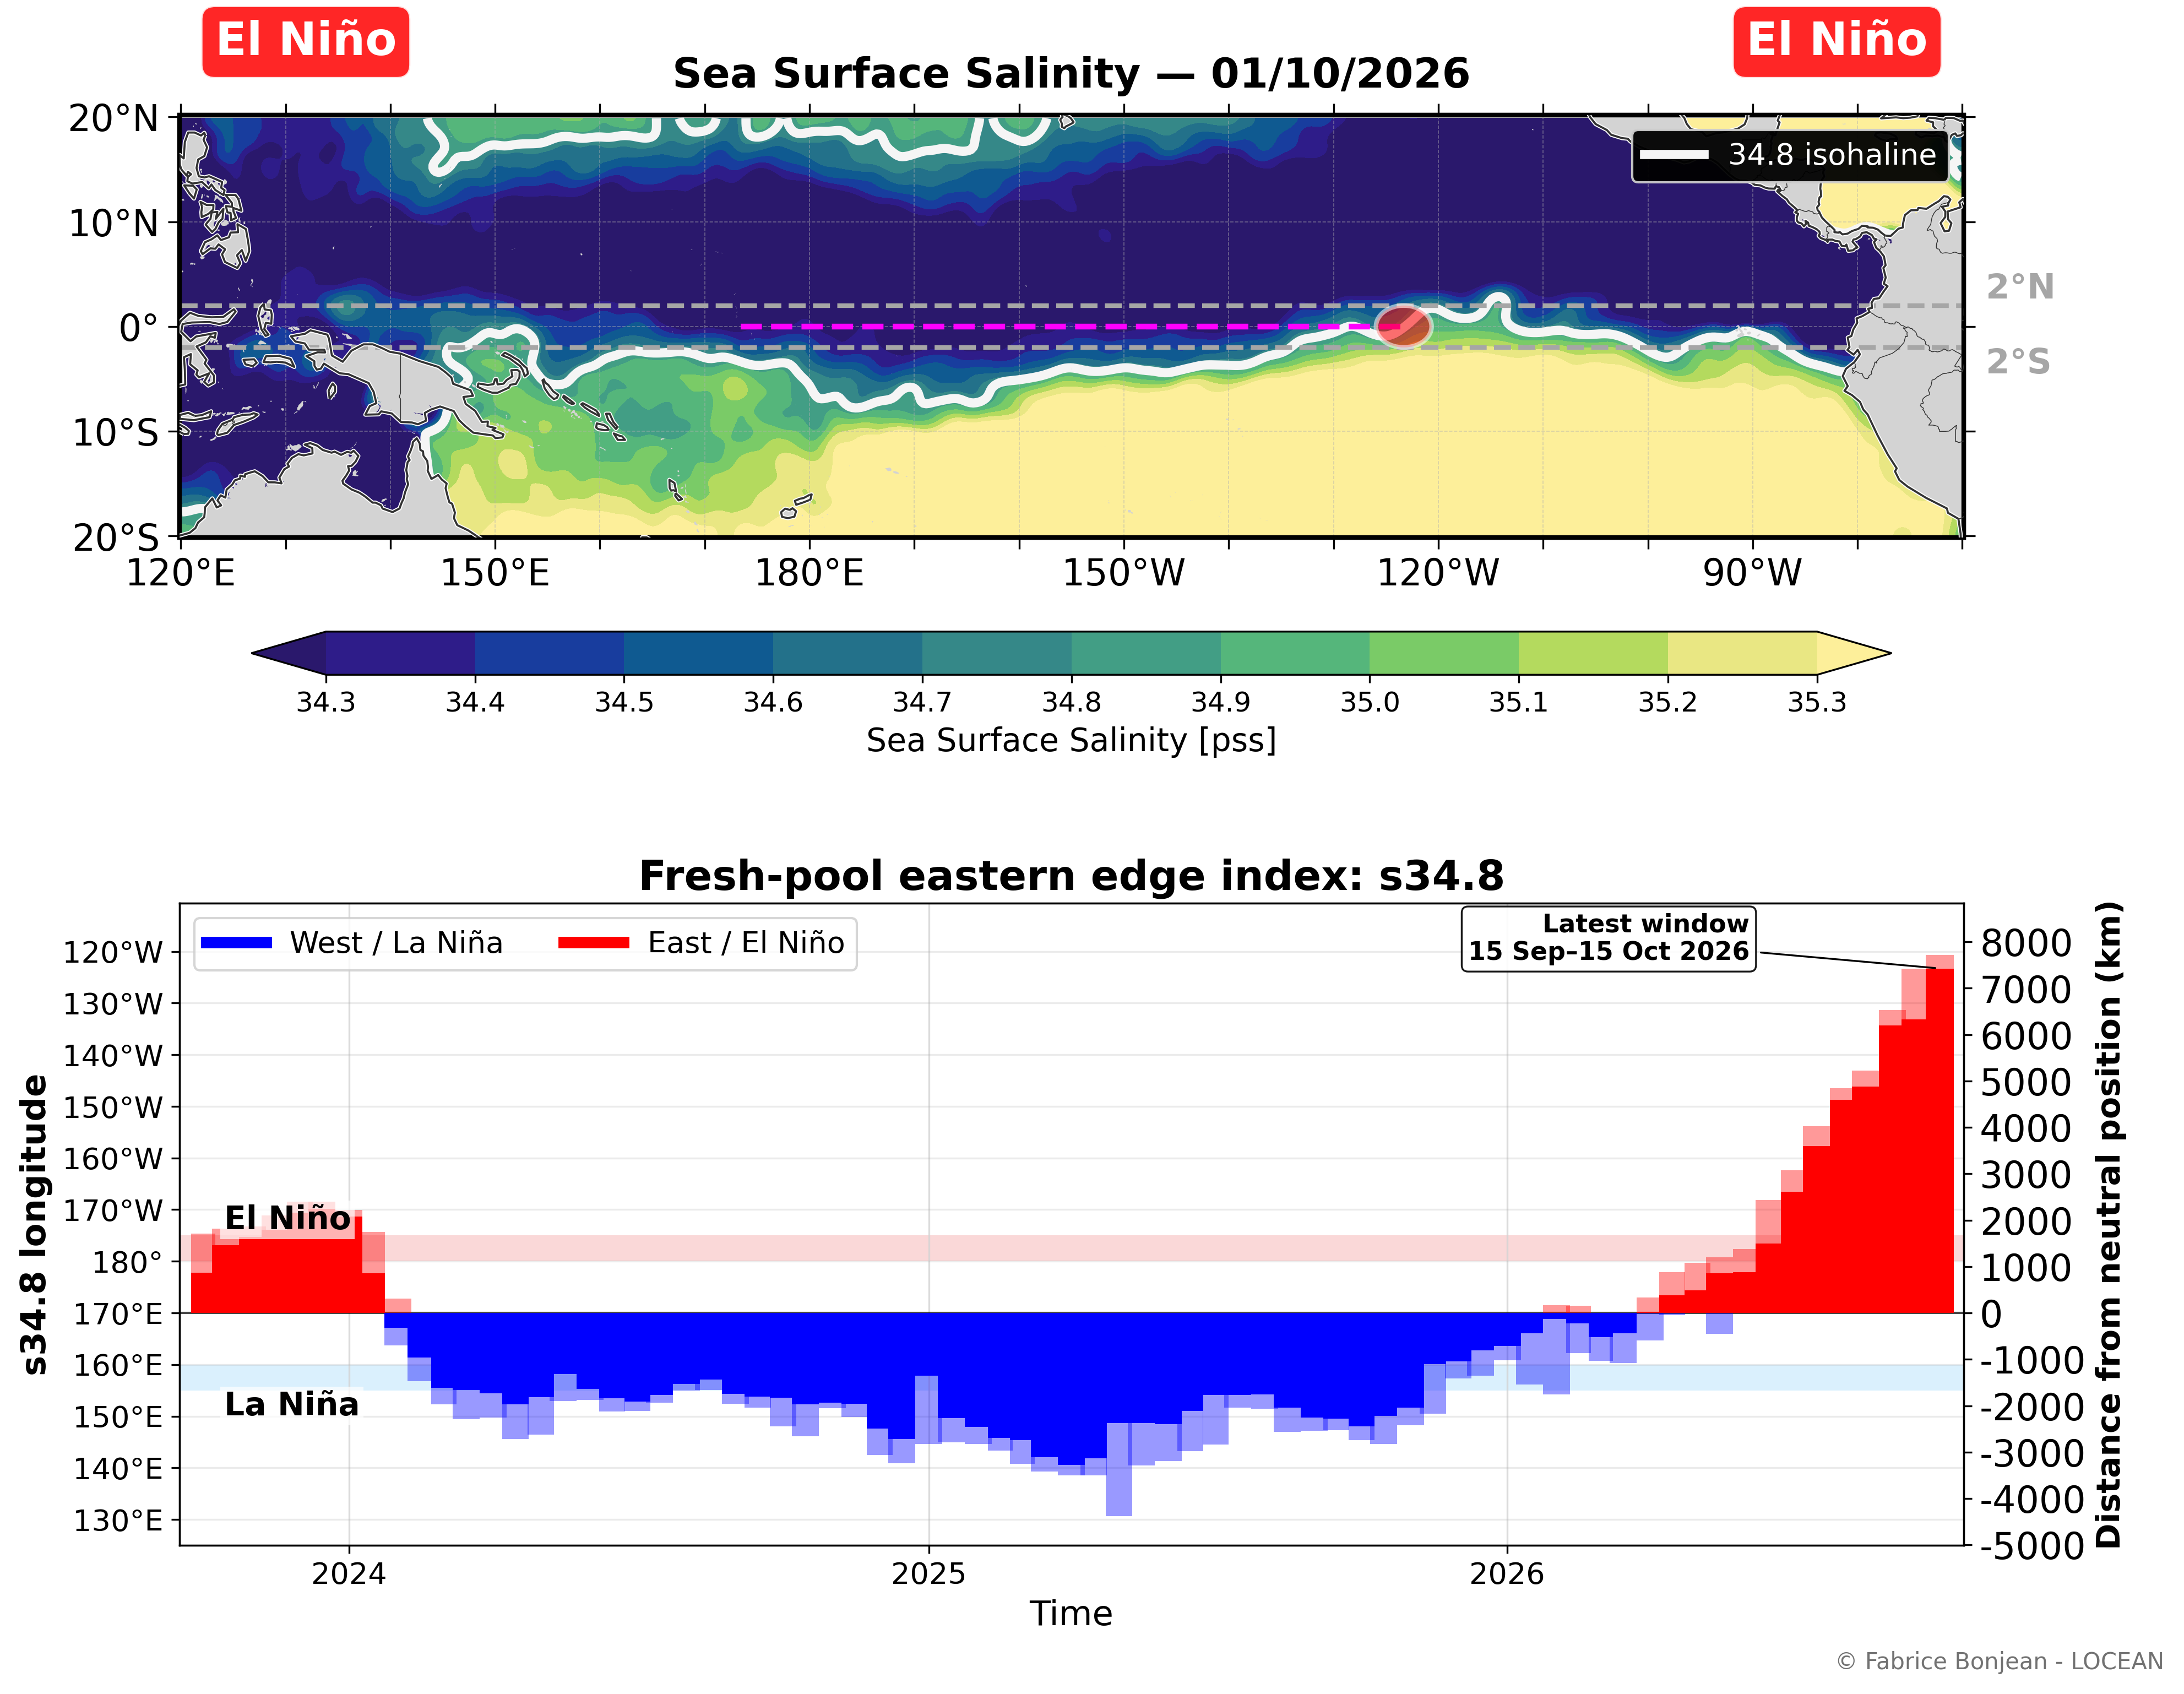 El Niño
El Niño
Sea Surface Salinity — 01/10/2026
34.8 isohaline
20°N
10°N
0°
10°S
20°S
2°N
2°S
120°E 150°E 180°E 150°W 120°W 90°W
34.3 34.4 34.5 34.6 34.7 34.8 34.9 35.0 35.1 35.2 35.3
Sea Surface Salinity [pss]
Fresh-pool eastern edge index: s34.8
West / La Niña East / El Niño
Latest window
15 Sep–15 Oct 2026
s34.8 longitude
120°W
130°W
140°W
150°W
160°W
170°W
180°
170°E
160°E
150°E
140°E
130°E
El Niño
La Niña
8000
7000
6000
5000
4000
3000
2000
1000
0
-1000
-2000
-3000
-4000
-5000
Distance from neutral position (km)
2024 2025 2026
Time
© Fabrice Bonjean - LOCEAN